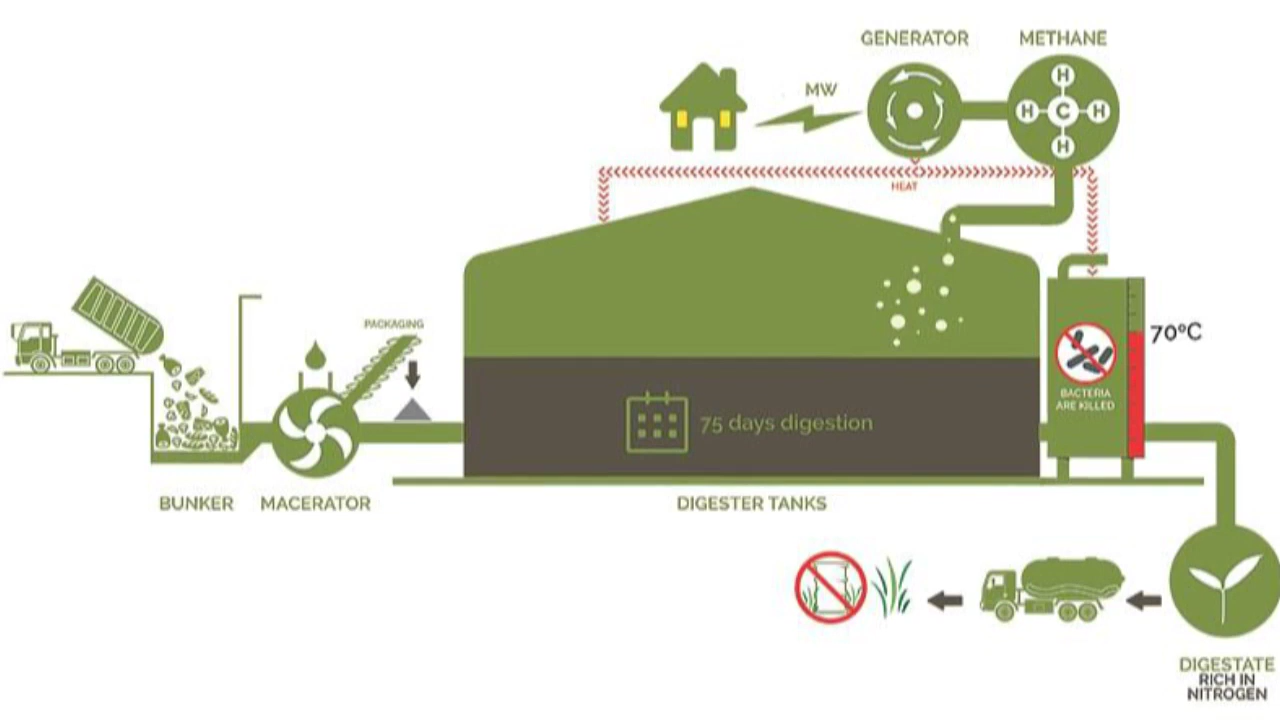 GENERATOR
METHANE
MW
H
H C H
H
HEAT
PACKAGING
70°C
BACTERIA
ARE KILLED
75 days digestion
BUNKER
MACERATOR
DIGESTER TANKS
DIGESTATE
RICH IN
NITROGEN